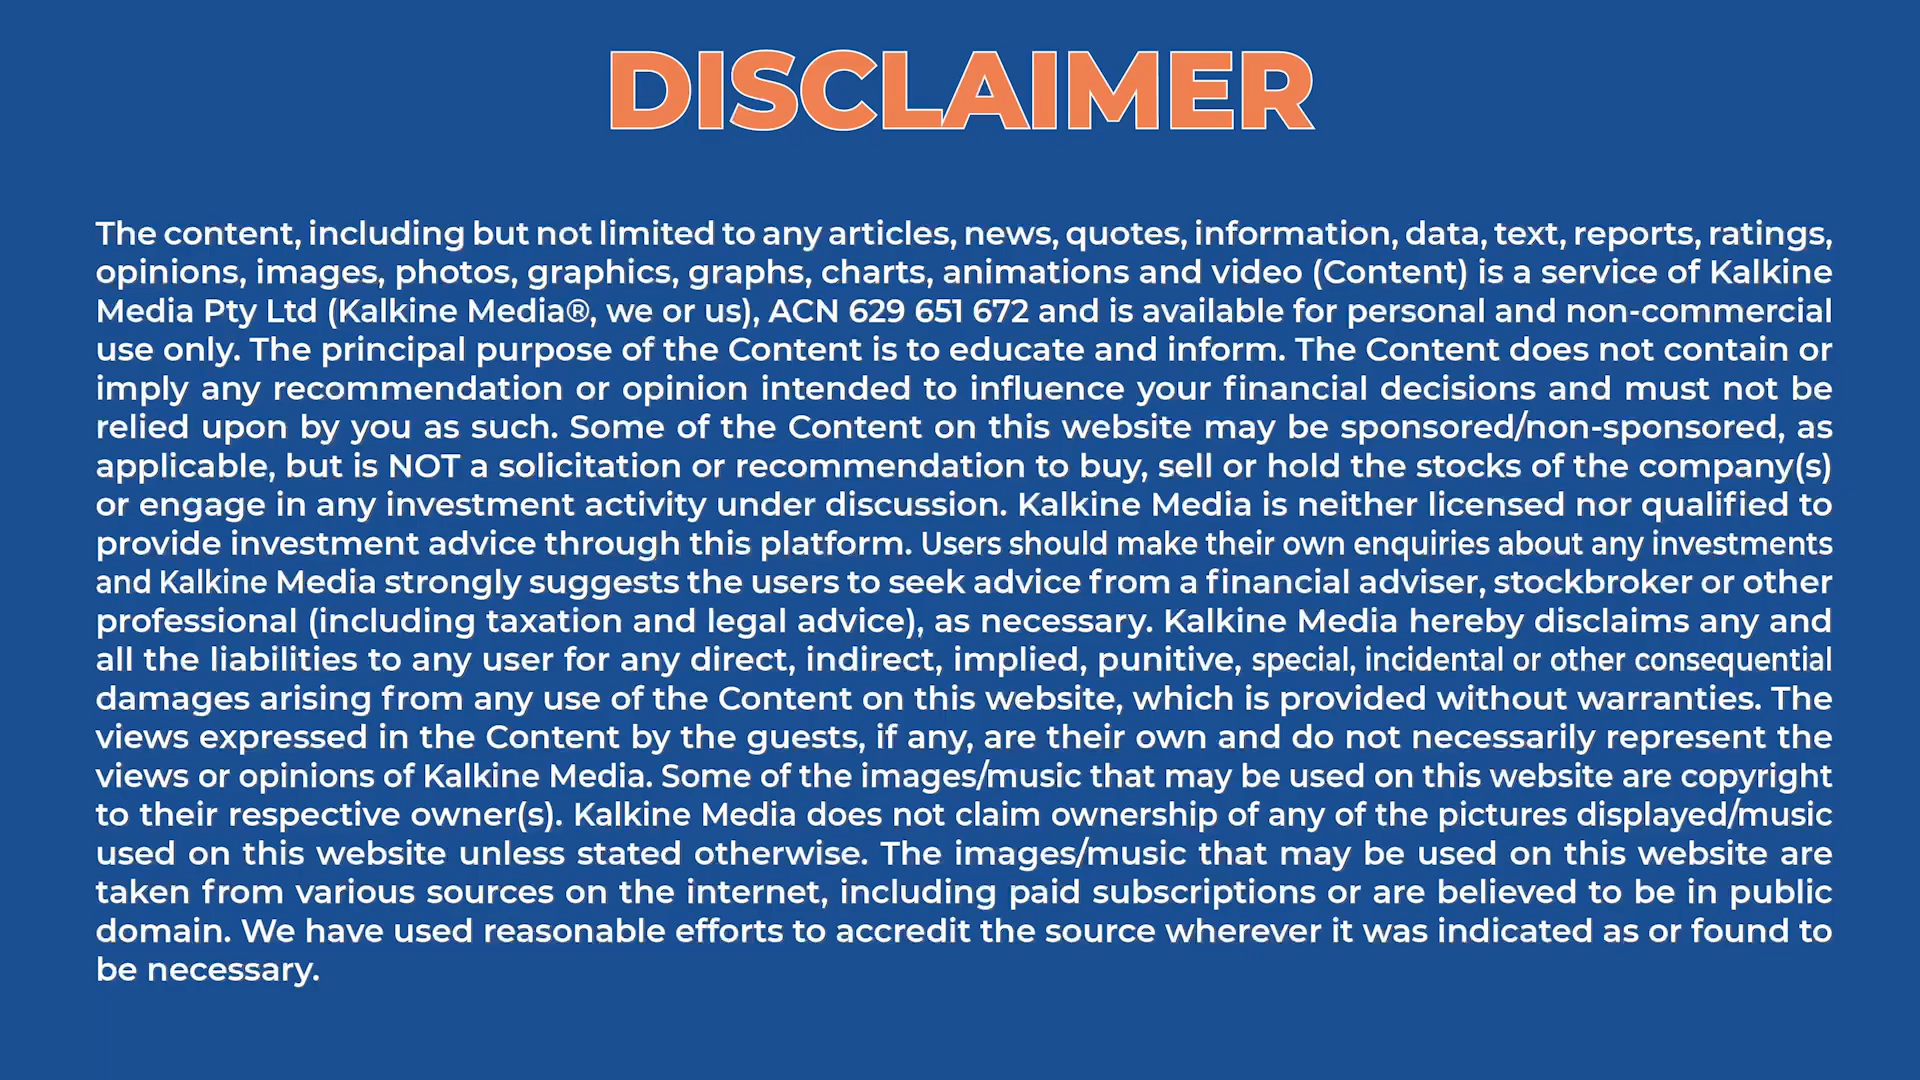 DISCLAIMER
The content, including but not limited to any articles, news, quotes, information, data, text, reports, ratings,
opinions, images, photos, graphics, graphs, charts, animations and video (Content) is a service of Kalkine
Media Pty Ltd (Kalkine Media®, we or us), ACN 629 651 672 and is available for personal and non-commercial
use only. The principal purpose of the Content is to educate and inform. The Content does not contain or
imply any recommendation or opinion intended to influence your financial decisions and must not be
relied upon by you as such. Some of the Content on this website may be sponsored/non-sponsored, as
applicable, but is NOT a solicitation or recommendation to buy, sell or hold the stocks of the company(s)
or engage in any investment activity under discussion. Kalkine Media is neither licensed nor qualified to
provide investment advice through this platform. Users should make their own enquiries about any investments
and Kalkine Media strongly suggests the users to seek advice from a financial adviser, stockbroker or other
professional (including taxation and legal advice), as necessary. Kalkine Media hereby disclaims any and
all the liabilities to any user for any direct, indirect, implied, punitive, special, incidental or other consequential
damages arising from any use of the Content on this website, which is provided without warranties. The
views expressed in the Content by the guests, if any, are their own and do not necessarily represent the
views or opinions of Kalkine Media. Some of the images/music that may be used on this website are copyright
to their respective owner(s). Kalkine Media does not claim ownership of any of the pictures displayed/music
used on this website unless stated otherwise. The images/music that may be used on this website are
taken from various sources on the internet, including paid subscriptions or are believed to be in public
domain. We have used reasonable efforts to accredit the source wherever it was indicated as or found to
be necessary.